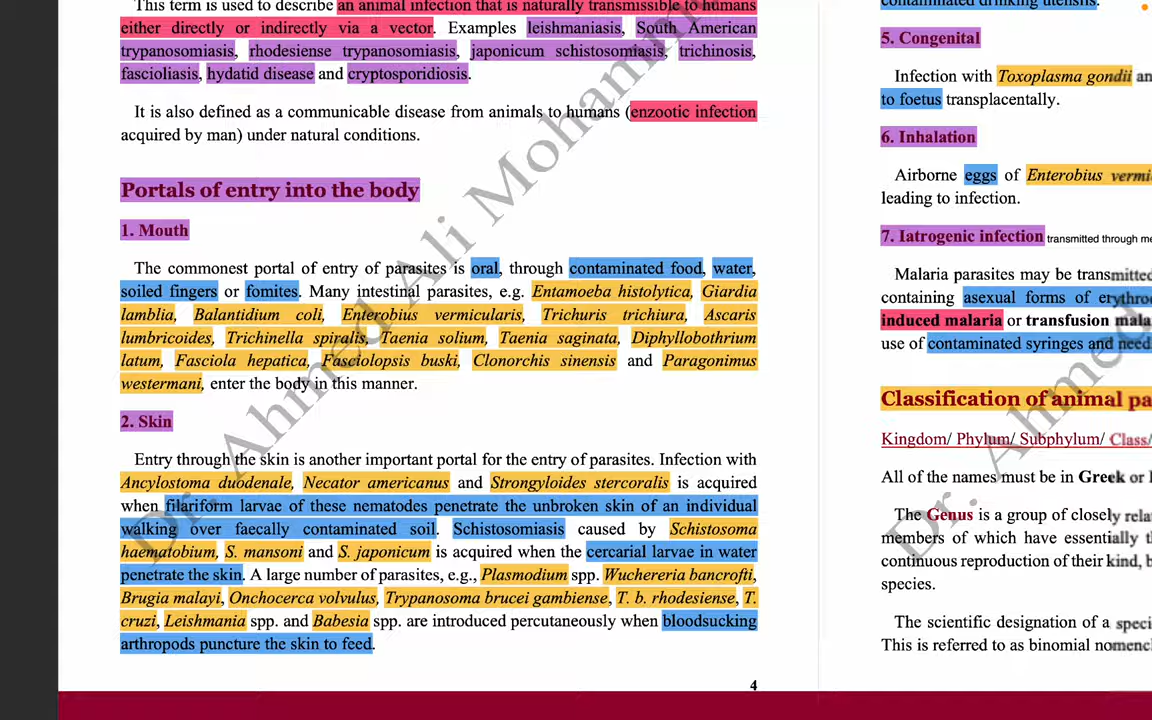 This term is used to describe an animal infection that is naturally transmissible to humans
either directly or indirectly via a vector. Examples leishmaniasis, South American
trypanosomiasis, rhodesiense trypanosomiasis, japonicum schistosomiasis, trichinosis,
fascioliasis, hydatid disease and cryptosporidiosis.
It is also defined as a communicable disease from animals to humans (enzootic infection
acquired by man) under natural conditions.
Portals of entry into the body
1. Mouth
The commonest portal of entry of parasites is oral, through contaminated food, water,
soiled fingers or fomites. Many intestinal parasites, e.g. Entamoeba histolytica, Giardia
lamblia, Balantidium coli, Enterobius vermicularis, Trichuris trichiura, Ascaris
lumbricoides, Trichinella spiralis, Taenia solium, Taenia saginata, Diphyllobothrium
latum, Fasciola hepatica, Fasciolopsis buski, Clonorchis sinensis and Paragonimus
westermani, enter the body in this manner.
2. Skin
Entry through the skin is another important portal for the entry of parasites. Infection with
Ancylostoma duodenale, Necator americanus and Strongyloides stercoralis is acquired
when filariform larvae of these nematodes penetrate the unbroken skin of an individual
walking over faecally contaminated soil. Schistosomiasis caused by Schistosoma
haematobium, S. mansoni and S. japonicum is acquired when the cercarial larvae in water
penetrate the skin. A large number of parasites, e.g., Plasmodium spp. Wuchereria bancrofti,
Brugia malayi, Onchocerca volvulus, Trypanosoma brucei gambiense, T. b. rhodesiense, T.
cruzi, Leishmania spp. and Babesia spp. are introduced percutaneously when bloodsucking
arthropods puncture the skin to feed.
4
Dr. Ahmed Ali
contaminated drinking utensils.
5. Congenital
Infection with Toxoplasma gondii
to foetus transplacentally.
6. Inhalation
Airborne eggs of Enterobius
leading to infection.
7. Iatrogenic infection transmitted through
Malaria parasites may be transmitted
containing asexual forms of
induced malaria or transfusion
use of contaminated syringes and
Classification of animal
Kingdom/ Phylum/ Subphylum/ Class/
All of the names must be in Greek or
The Genus is a group of closely
members of which have essentially
continuous reproduction of their kind,
species.
The scientific designation of a
This is referred to as binomial
Dr. Ahmed